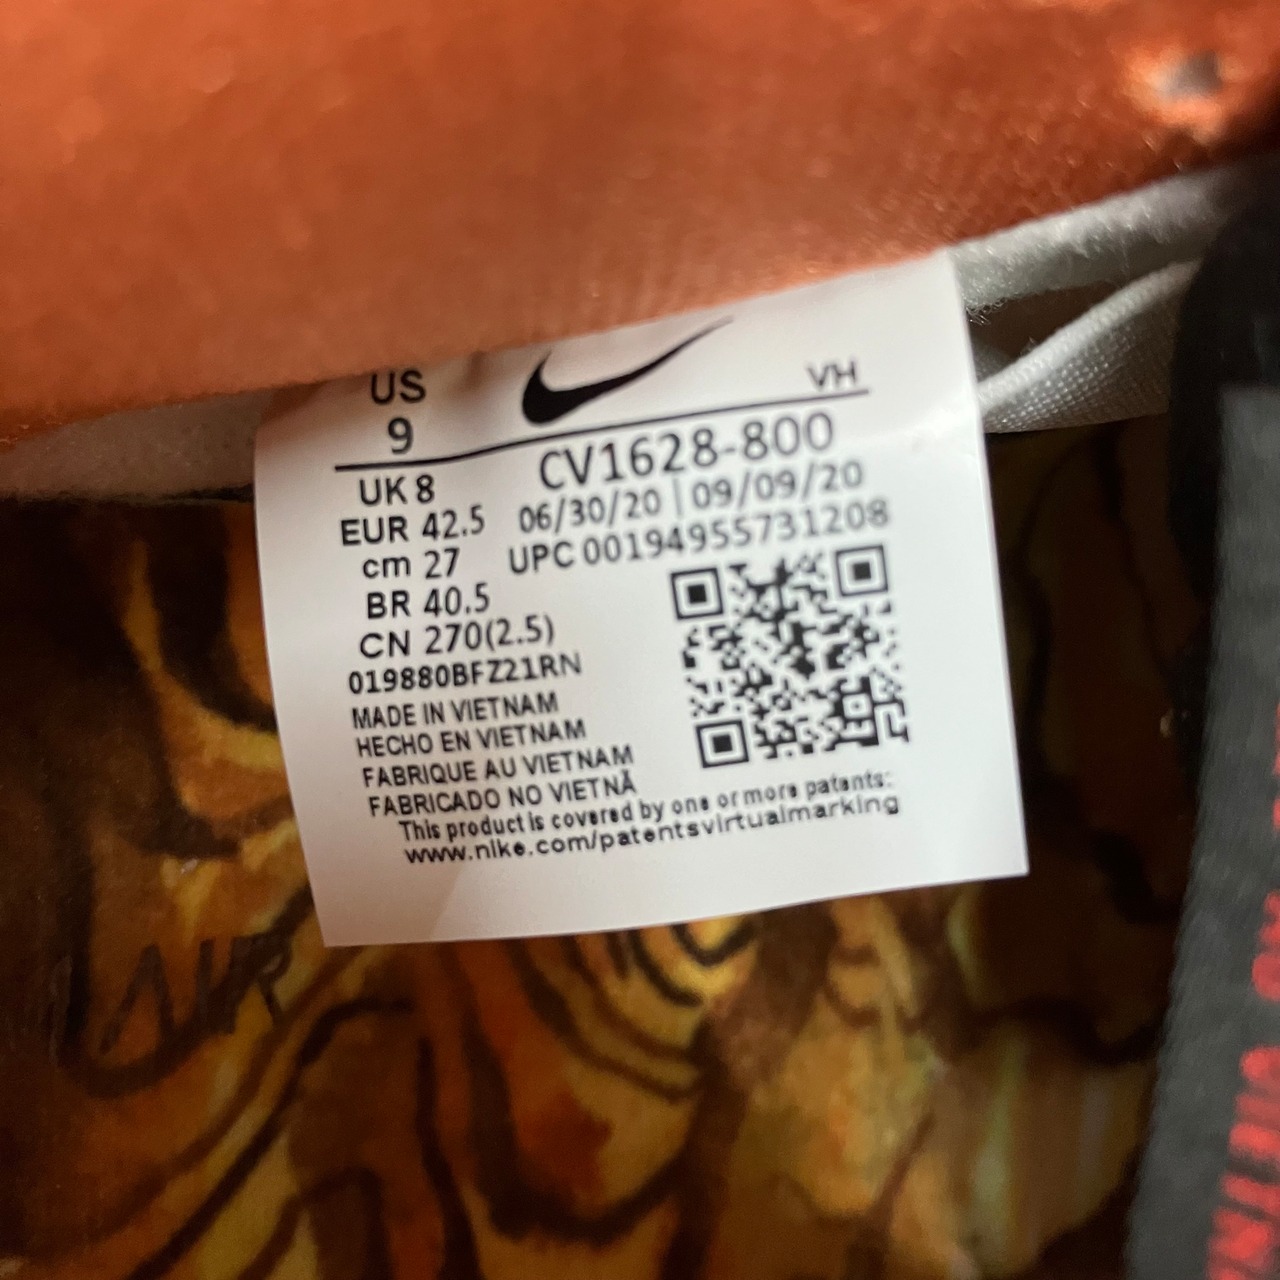 US
9
VH
CV1628-800
06/30/20 | 09/09/20
UPC 00194955731208
UK 8
EUR 42.5
cm 27
BR 40.5
CN 270(2.5)
019880BFZ21RN
MADE IN VIETNAM
HECHO EN VIETNAM
FABRIQUE AU VIETNAM
FABRICADO NO VIETNÃ
This product is covered by one or more patents:
www.nike.com/patentsvirtualmarking
AIR